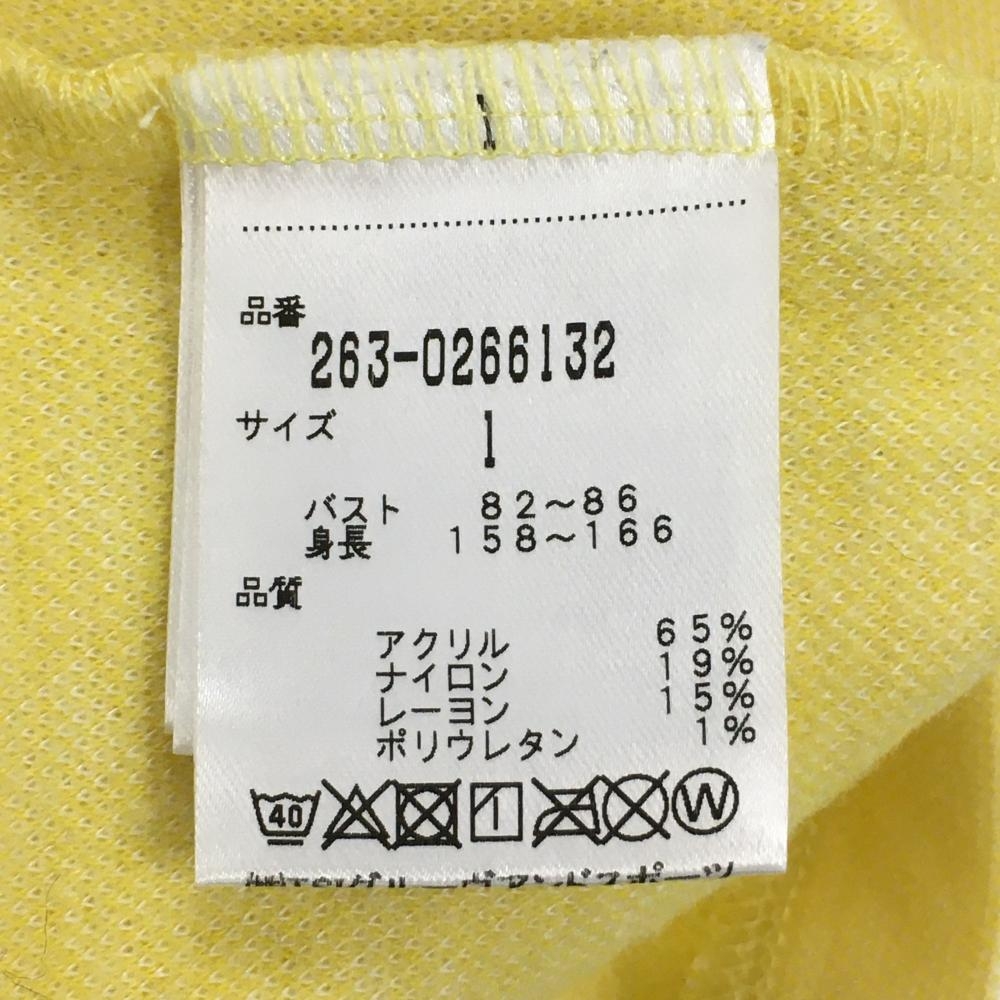 1
品番
263-0266132
サイズ 1
バスト 82～86
身長 158～166
品質
アクリル 65%
ナイロン 19%
レーヨン 15%
ポリウレタン 1%
40 W